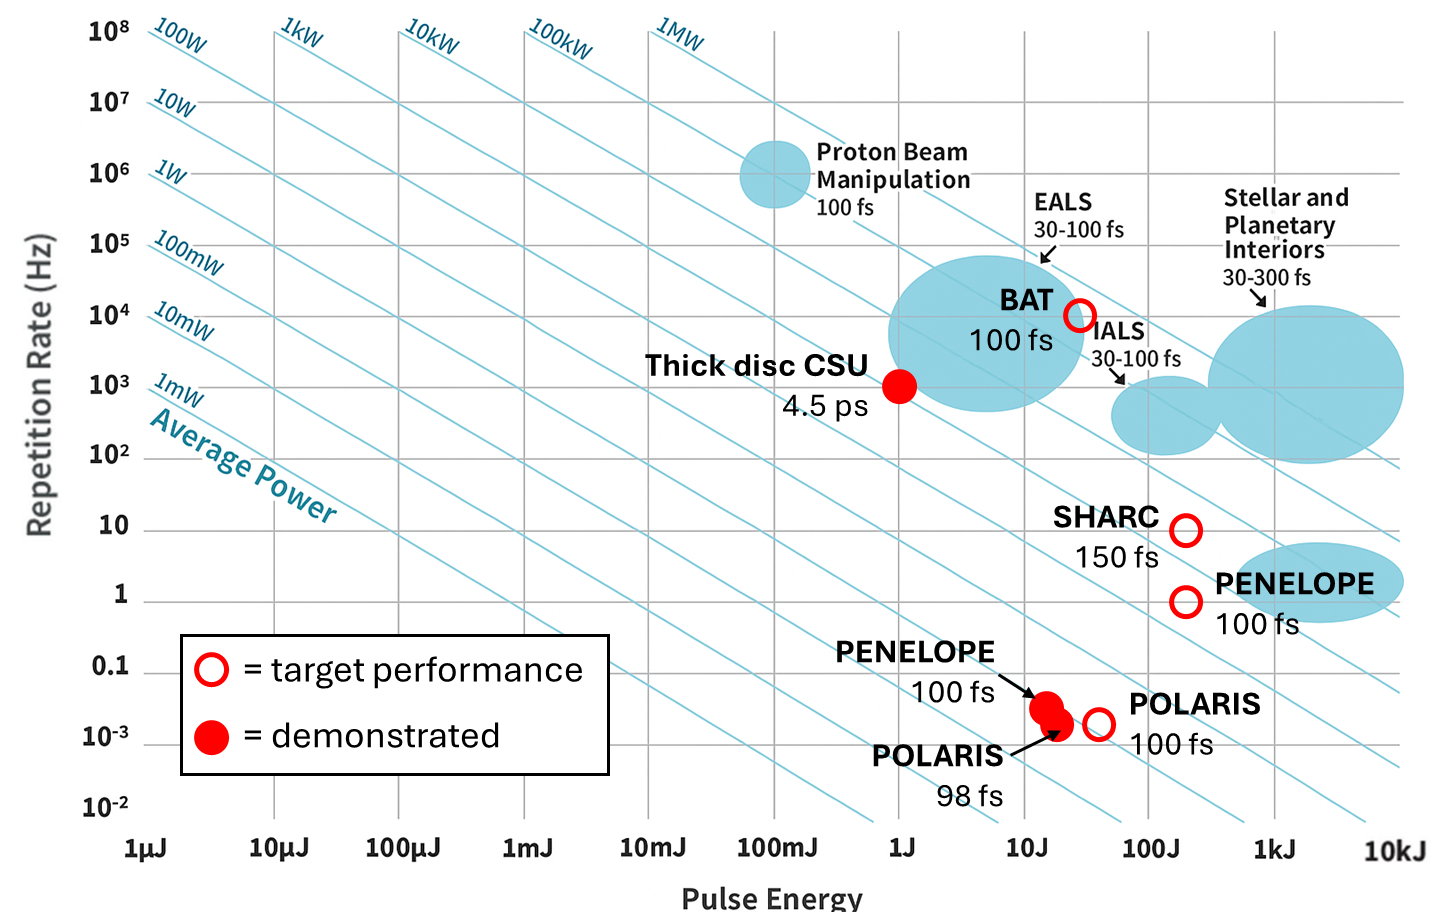 10⁸
10⁷
10⁶
10⁵
10⁴
10³
10²
10
1
0.1
10⁻³
10⁻²
Repetition Rate (Hz)
100W
1kW
10kW
100kW
1MW
10W
1W
100mW
10mW
1mW
Average Power
Proton Beam
Manipulation
100 fs
EALS
30-100 fs
Stellar and
Planetary
Interiors
30-300 fs
BAT
100 fs
IALS
30-100 fs
Thick disc CSU
4.5 ps
SHARC
150 fs
PENELOPE
100 fs
PENELOPE
100 fs
POLARIS
100 fs
POLARIS
98 fs
= target performance
= demonstrated
1µJ
10µJ
100µJ
1mJ
10mJ
100mJ
1J
10J
100J
1kJ
10kJ
Pulse Energy